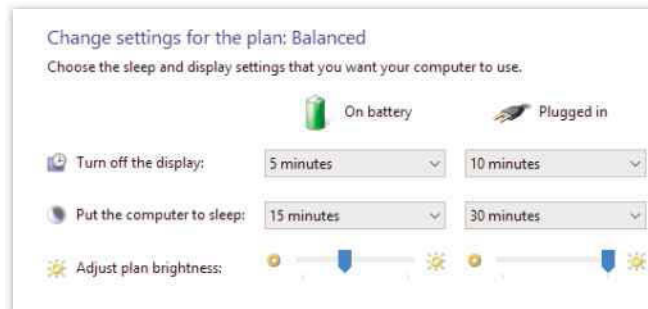 Change settings for the plan: Balanced
Choose the sleep and display settings that you want your computer to use.
On battery Plugged in
Turn off the display: 5 minutes 10 minutes
Put the computer to sleep: 15 minutes 30 minutes
Adjust plan brightness: